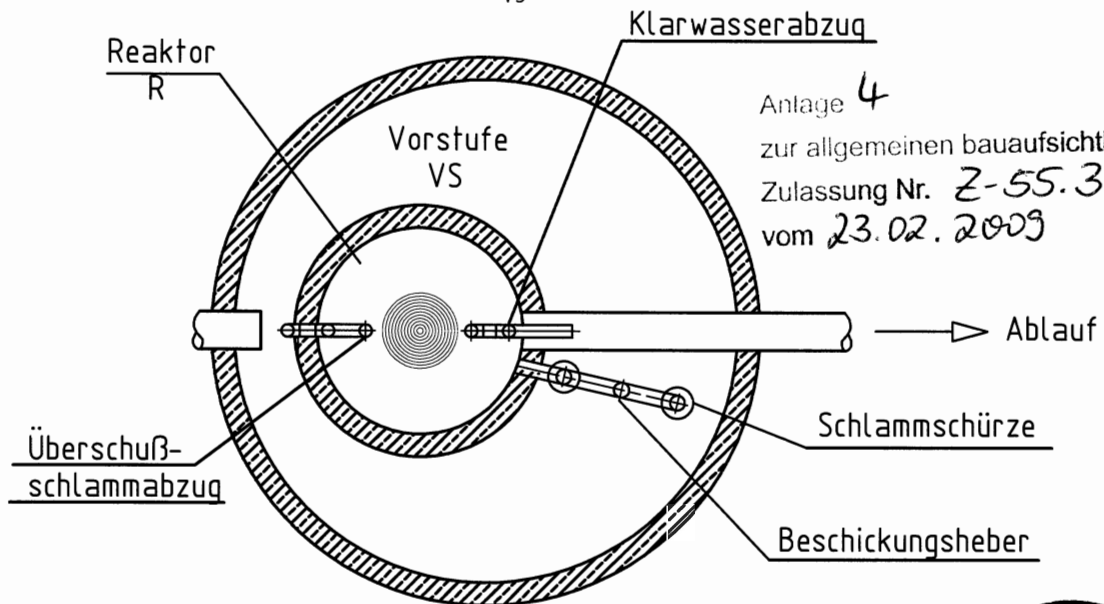 Klarwasserabzug
Reaktor
R
Vorstufe
VS
Anlage 4
zur allgemeinen bauaufsichtl
Zulassung Nr. Z-55.3
vom 23.02.2009
Ablauf
Schlammschürze
Überschuß-
schlammabzug
Beschickungsheber